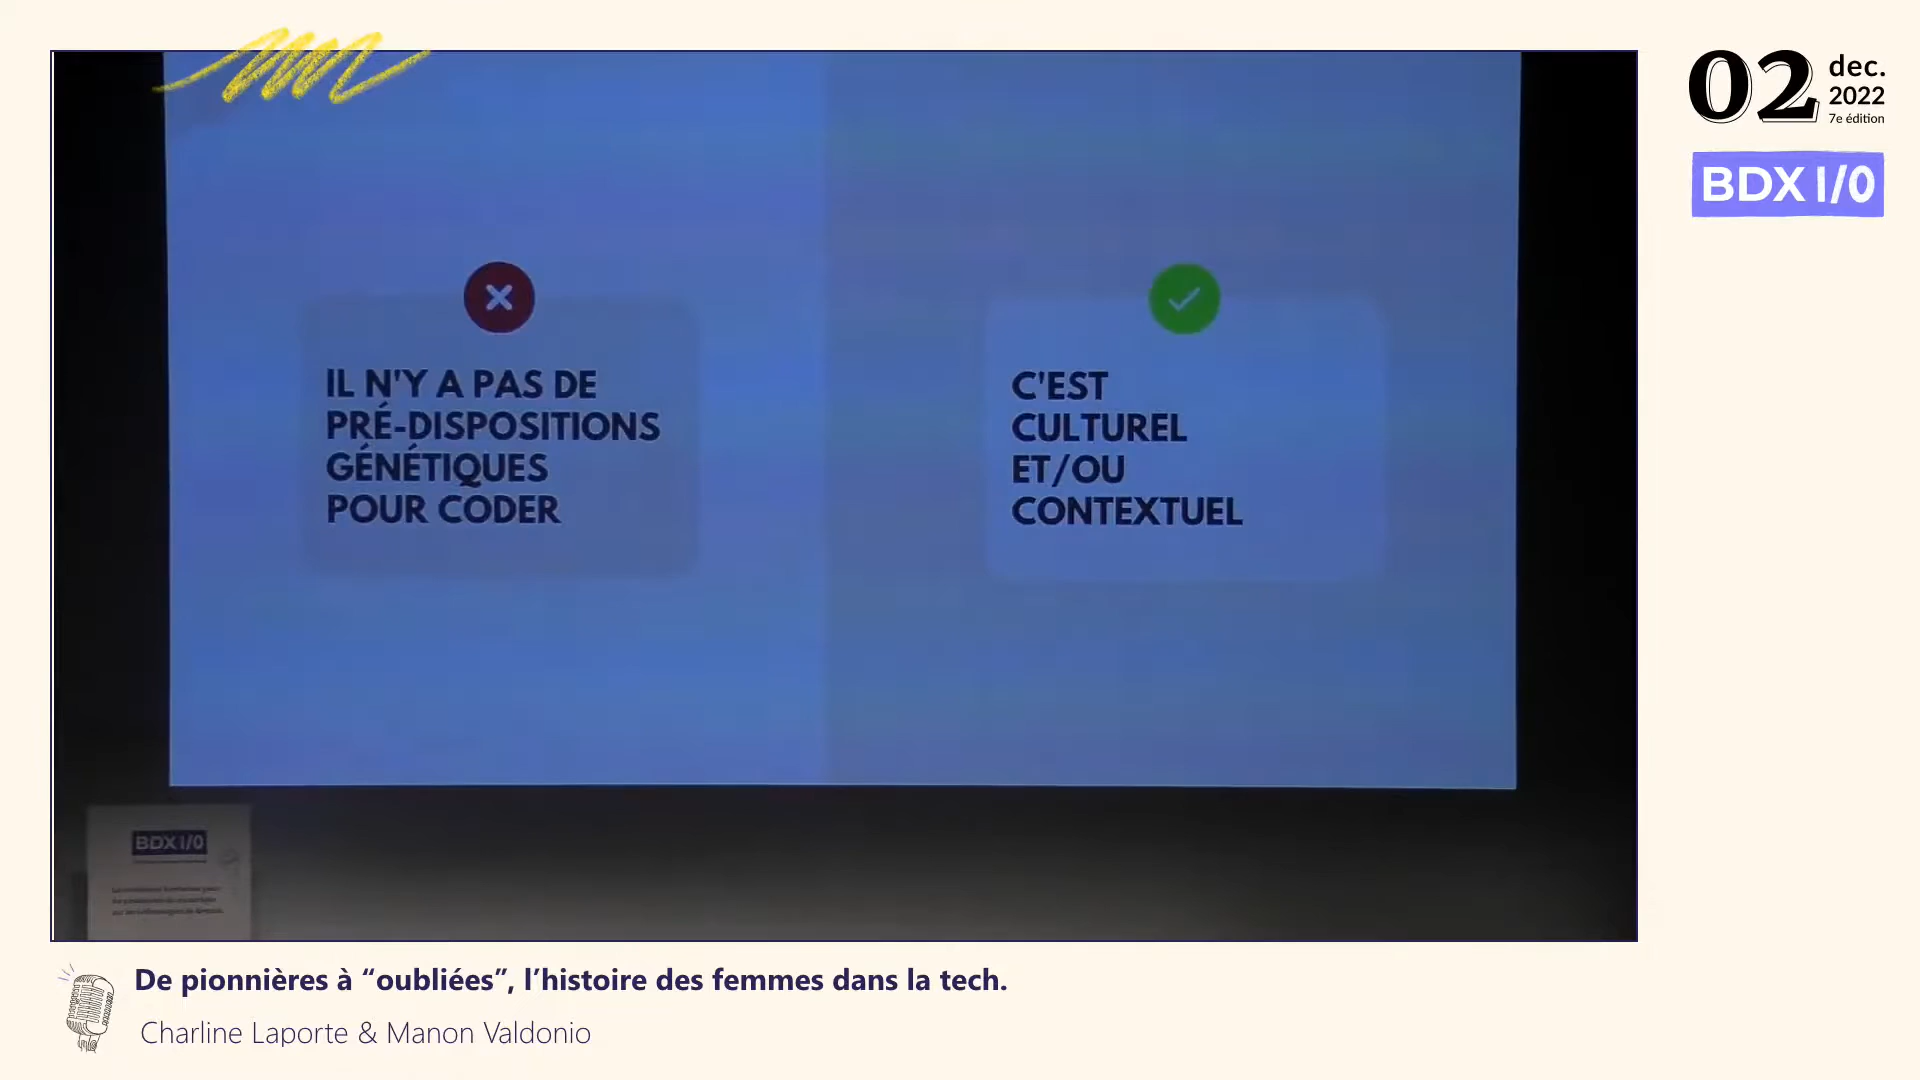 02 dec.
2022
7e édition
BDX I/O
IL N'Y A PAS DE
PRÉ-DISPOSITIONS
GÉNÉTIQUES
POUR CODER
C'EST
CULTUREL
ET/OU
CONTEXTUEL
BDX I/O
De pionnières à “oubliées”, l’histoire des femmes dans la tech.
Charline Laporte & Manon Valdonio